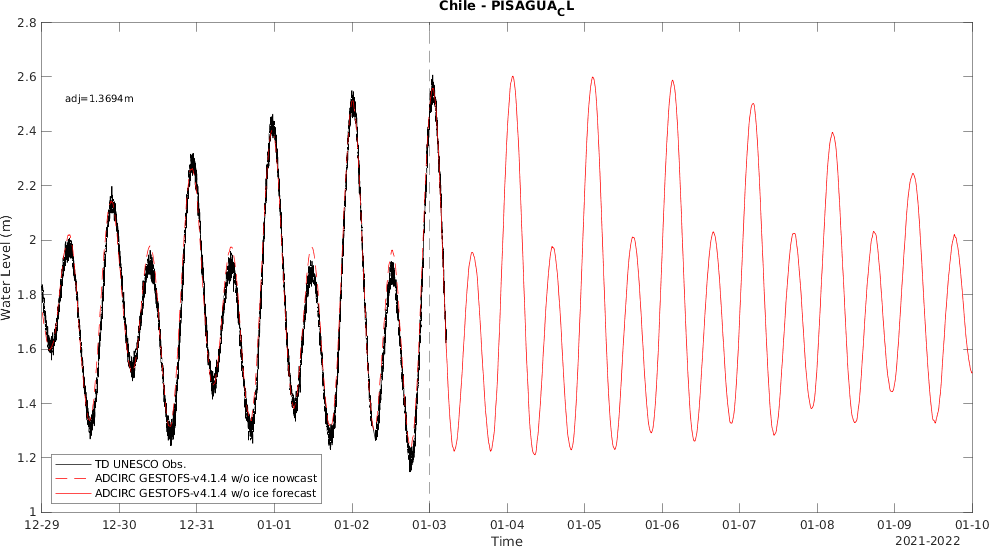 Chile - PISAGUA_CL
2.8
2.6
2.4
2.2
2
1.8
1.6
1.4
1.2
1
Water Level (m)
adj=1.3694m
TD UNESCO Obs.
ADCIRC GESTOFS-v4.1.4 w/o ice nowcast
ADCIRC GESTOFS-v4.1.4 w/o ice forecast
12-29 12-30 12-31 01-01 01-02 01-03 01-04 01-05 01-06 01-07 01-08 01-09 01-10
Time
2021-2022